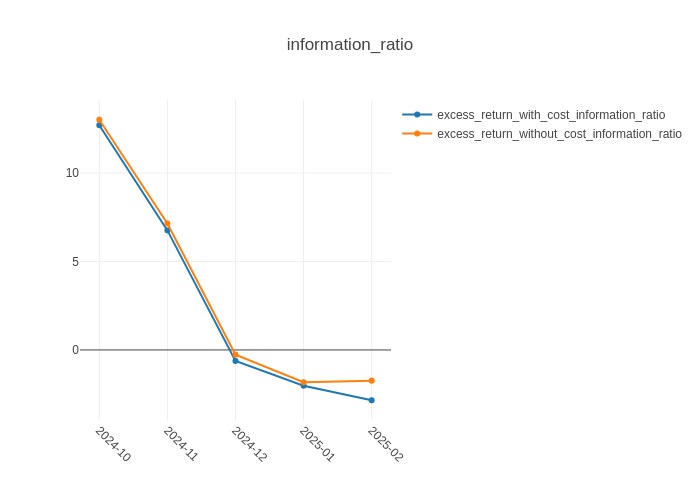 information_ratio
excess_return_with_cost_information_ratio
excess_return_without_cost_information_ratio
10
5
0
2024-10
2024-11
2024-12
2025-01
2025-02